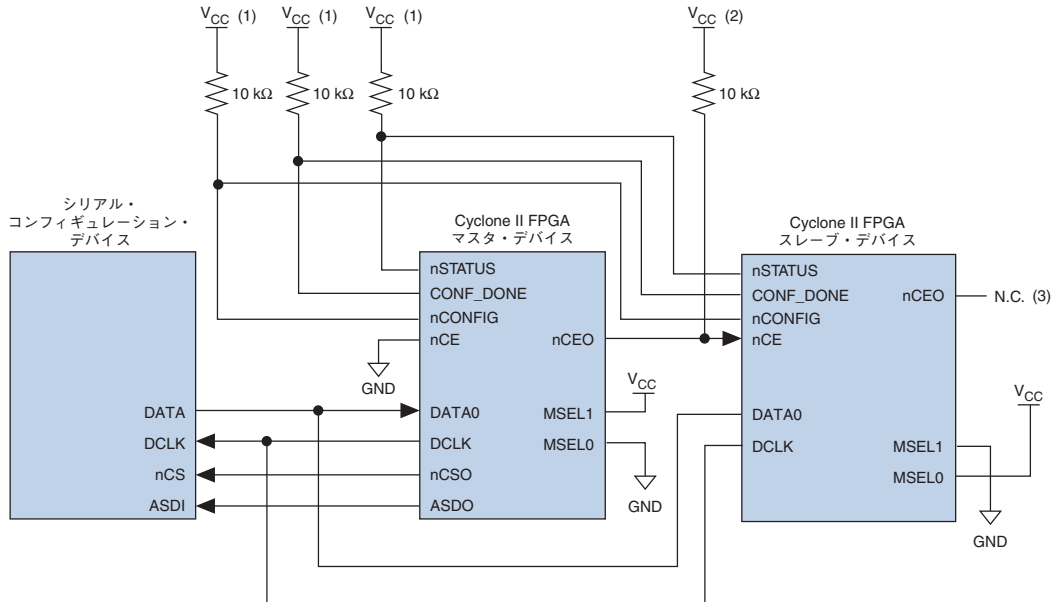 VCC (1)
VCC (1)
VCC (1)
VCC (2)
10 kΩ
10 kΩ
10 kΩ
10 kΩ
シリアル・
コンフィギュレーション・
デバイス
DATA
DCLK
nCS
ASDI
Cyclone II FPGA
マスタ・デバイス
nSTATUS
CONF_DONE
nCONFIG
nCE
nCEO
GND
DATA0
DCLK
nCSO
ASDO
MSEL1
MSEL0
VCC
GND
Cyclone II FPGA
スレーブ・デバイス
nSTATUS
CONF_DONE
nCONFIG
nCE
nCEO
N.C. (3)
DATA0
DCLK
MSEL1
MSEL0
VCC
GND